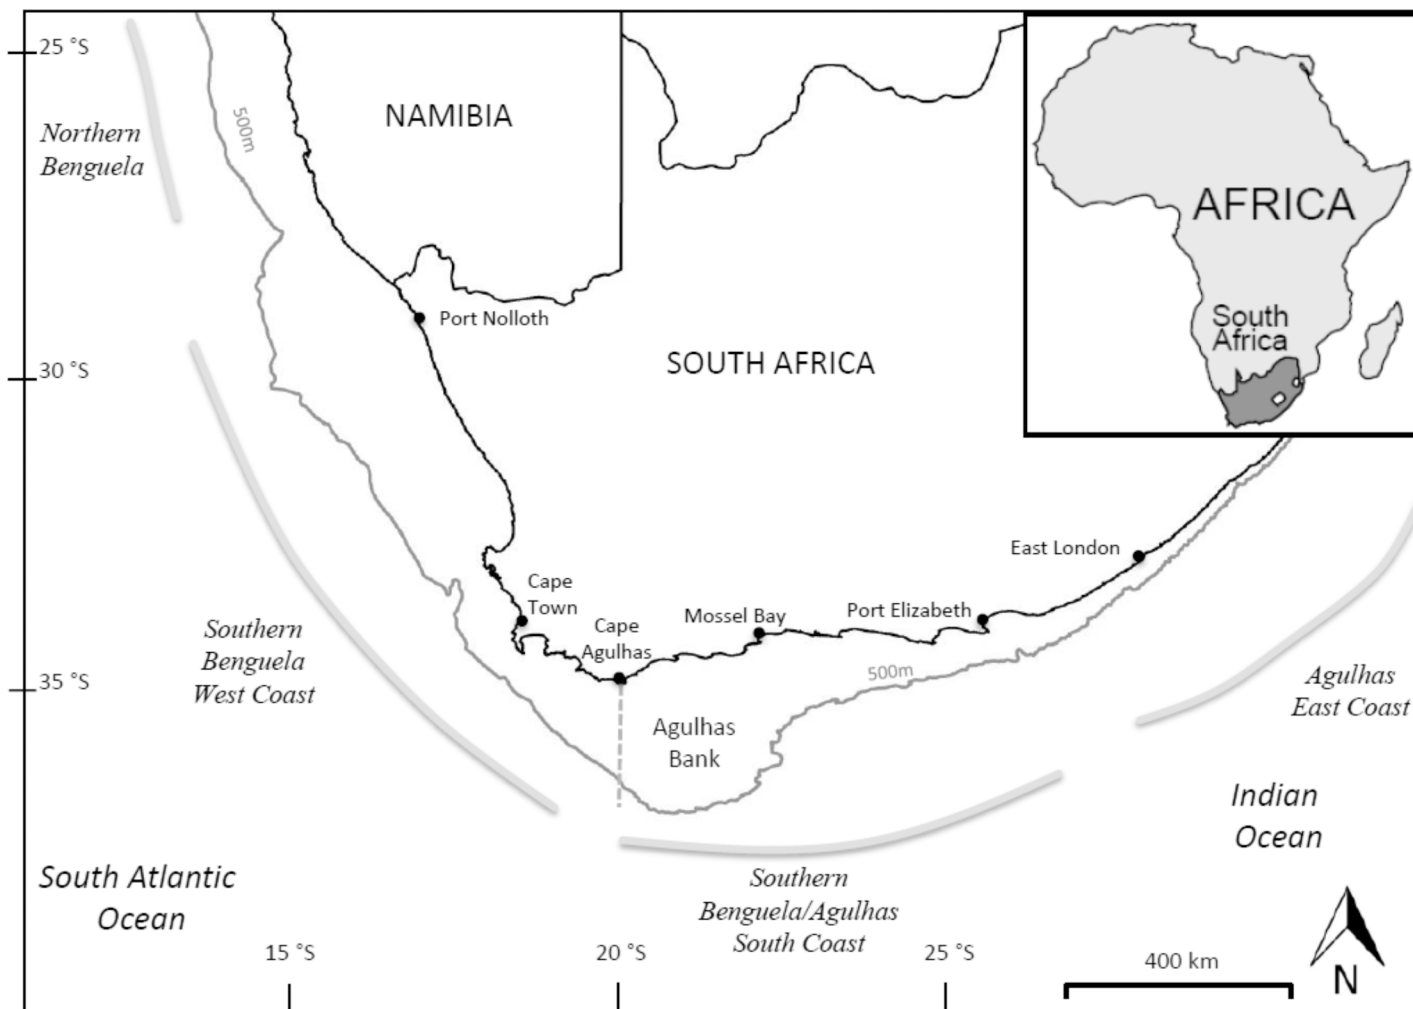 25 °S
500m
NAMIBIA
Northern
Benguela
AFRICA
South
Africa
Port Nolloth
SOUTH AFRICA
30 °S
East London
Cape
Town
Mossel Bay
Port Elizabeth
Cape
Agulhas
Southern
Benguela
West Coast
35 °S
500m
Agulhas
East Coast
Agulhas
Bank
Indian
Ocean
South Atlantic
Ocean
Southern
Benguela/Agulhas
South Coast
15 °S
20 °S
25 °S
400 km
N